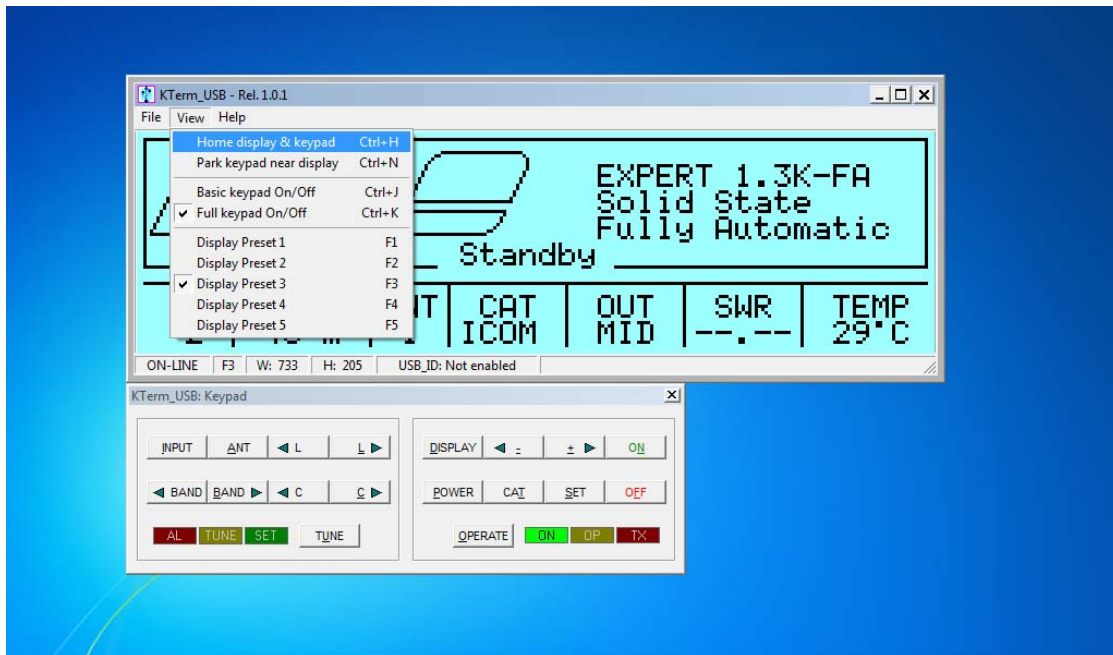 KTerm_USB - Rel. 1.0.1
File View Help
Home display & keypad Ctrl+H
Park keypad near display Ctrl+N
Basic keypad On/Off Ctrl+J
Full keypad On/Off Ctrl+K
Display Preset 1 F1
Display Preset 2 F2
Display Preset 3 F3
Display Preset 4 F4
Display Preset 5 F5
EXPERT 1.3K-FA
Solid State
Fully Automatic
Standby
CAT OUT SWR TEMP
ICOM MID --.-- 29°C
ON-LINE F3 W: 733 H: 205 USB_ID: Not enabled
KTerm_USB: Keypad
INPUT ANT ◄ L L ► DISPLAY ◄ - + ► ON
◄ BAND BAND ► ◄ C C ► POWER CAT SET OFF
AL TUNE SET TUNE OPERATE ON OP TX